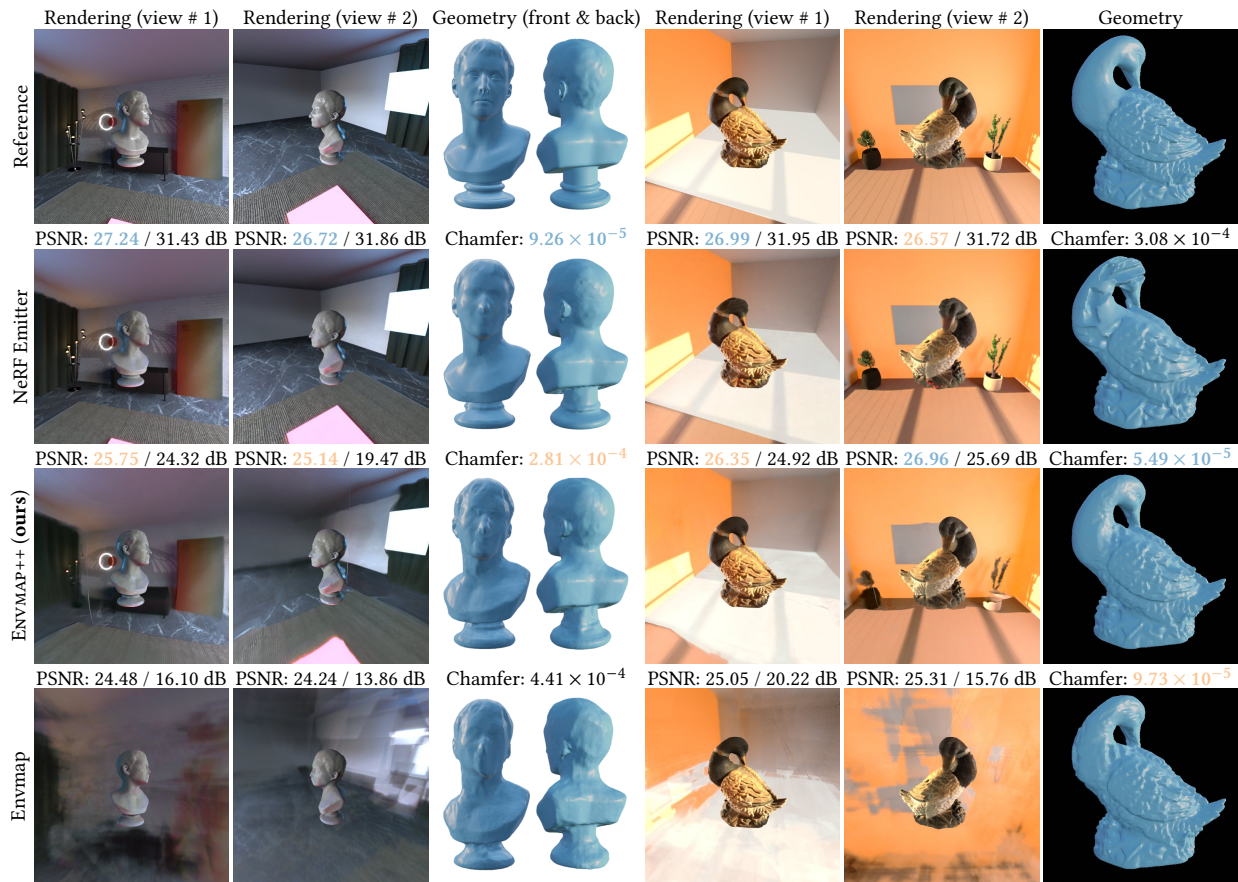 Rendering (view # 1) Rendering (view # 2) Geometry (front & back) Rendering (view # 1) Rendering (view # 2) Geometry
Reference
PSNR: 27.24 / 31.43 dB PSNR: 26.72 / 31.86 dB Chamfer: 9.26 × 10⁻⁵ PSNR: 26.99 / 31.95 dB PSNR: 26.57 / 31.72 dB Chamfer: 3.08 × 10⁻⁴
NeRF Emitter
PSNR: 25.75 / 24.32 dB PSNR: 25.14 / 19.47 dB Chamfer: 2.81 × 10⁻⁴ PSNR: 26.35 / 24.92 dB PSNR: 26.96 / 25.69 dB Chamfer: 5.49 × 10⁻⁵
ENVMAP++ (ours)
PSNR: 24.48 / 16.10 dB PSNR: 24.24 / 13.86 dB Chamfer: 4.41 × 10⁻⁴ PSNR: 25.05 / 20.22 dB PSNR: 25.31 / 15.76 dB Chamfer: 9.73 × 10⁻⁵
Envmap